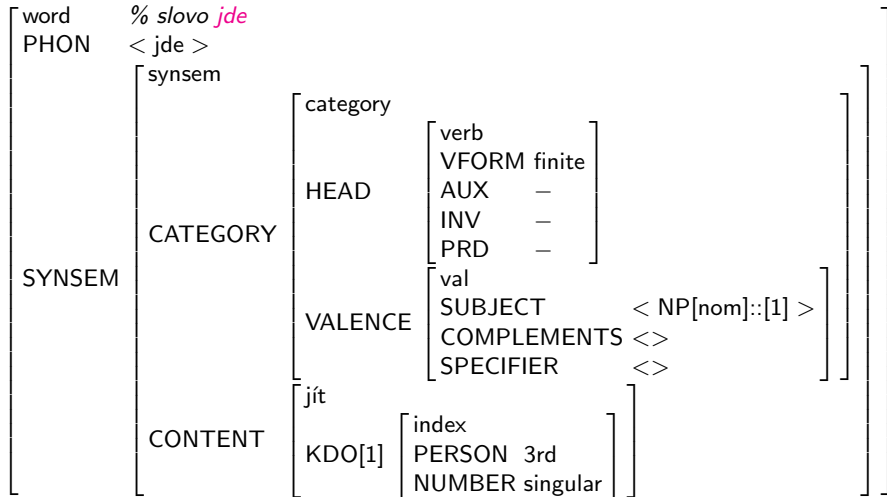 word % slovo jde
PHON < jde >
synsem
category
verb
VFORM finite
HEAD AUX −
INV −
PRD −
CATEGORY
val
SYNSEM
SUBJECT < NP[nom]::[1] >
VALENCE
COMPLEMENTS <>
SPECIFIER <>
jít
index
CONTENT
KDO[1] PERSON 3rd
NUMBER singular